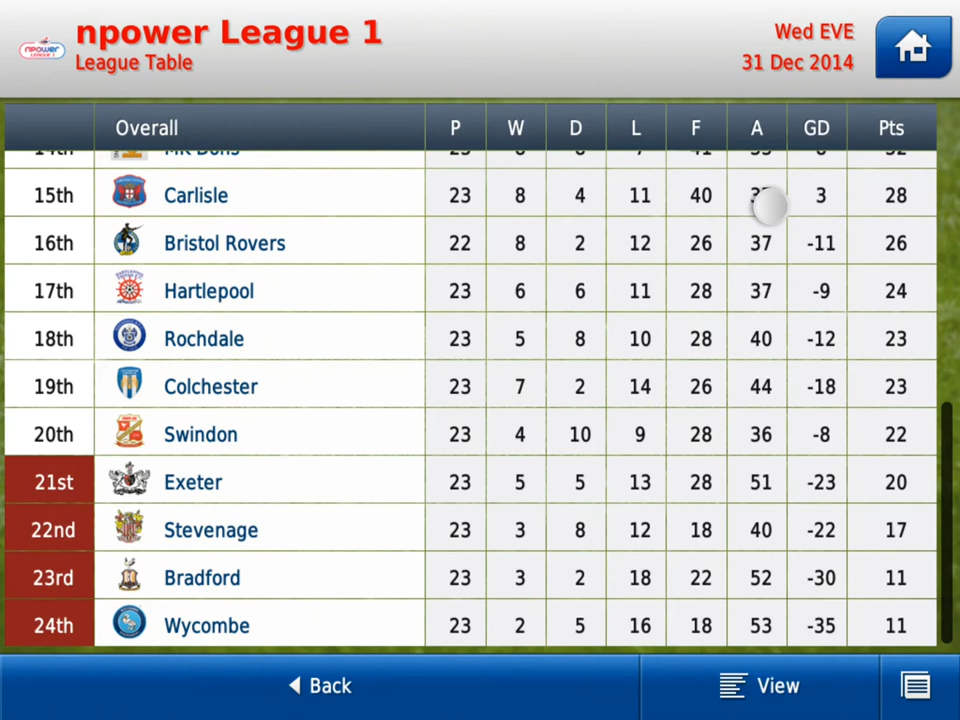 npower League 1
League Table
Wed EVE
31 Dec 2014
npower
Overall P W D L F A GD Pts
15th Carlisle 23 8 4 11 40 3 28
16th Bristol Rovers 22 8 2 12 26 37 -11 26
17th Hartlepool 23 6 6 11 28 37 -9 24
18th Rochdale 23 5 8 10 28 40 -12 23
19th Colchester 23 7 2 14 26 44 -18 23
20th Swindon 23 4 10 9 28 36 -8 22
21st Exeter 23 5 5 13 28 51 -23 20
22nd Stevenage 23 3 8 12 18 40 -22 17
23rd Bradford 23 3 2 18 22 52 -30 11
24th Wycombe 23 2 5 16 18 53 -35 11
Back View